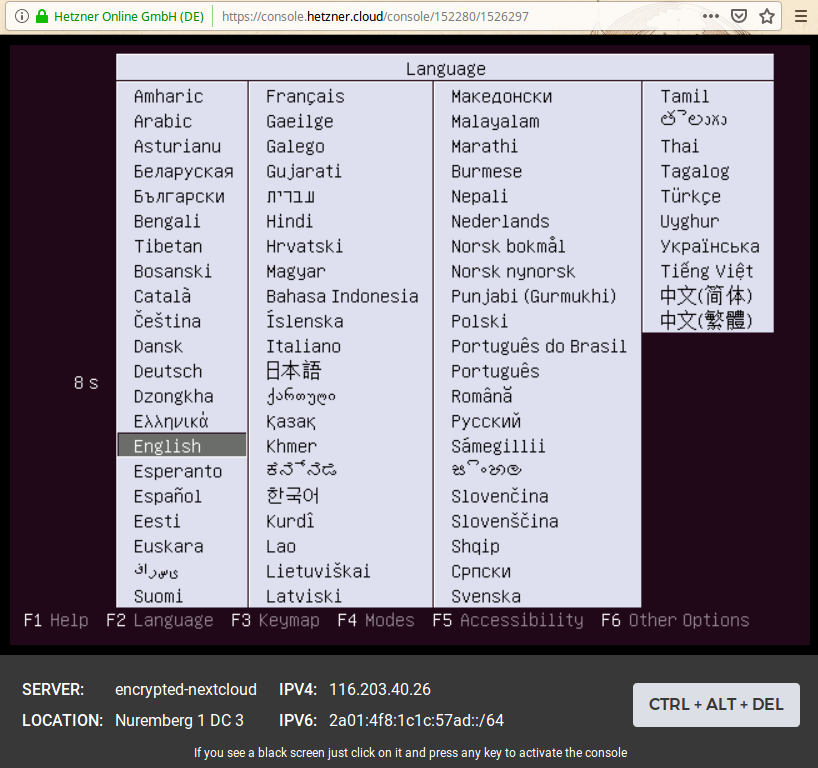 Hetzner Online GmbH (DE) https://console.hetzner.cloud/console/152280/1526297
Language
Amharic
Arabic
Asturianu
Беларуская
Български
Bengali
Tibetan
Bosanski
Català
Čeština
Dansk
Deutsch
Dzongkha
Ελληνικά
English
Esperanto
Español
Eesti
Euskara
Suomi
Français
Gaeilge
Galego
Gujarati
עברית
Hindi
Hrvatski
Magyar
Bahasa Indonesia
Íslenska
Italiano
日本語
ქართული
Қазақ
Khmer
한국어
Kurdî
Lao
Lietuviškai
Latviski
Македонски
Malayalam
Marathi
Burmese
Nepali
Nederlands
Norsk bokmål
Norsk nynorsk
Punjabi (Gurmukhi)
Polski
Português do Brasil
Português
Română
Русский
Sámegillii
Slovenčina
Slovenščina
Shqip
Српски
Svenska
Tamil
Thai
Tagalog
Türkçe
Uyghur
Українська
Tiếng Việt
中文(简体)
中文(繁體)
8 s
F1 Help F2 Language F3 Keymap F4 Modes F5 Accessibility F6 Other Options
SERVER: encrypted-nextcloud IPV4: 116.203.40.26
LOCATION: Nuremberg 1 DC 3 IPV6: 2a01:4f8:1c1c:57ad::/64
CTRL + ALT + DEL
If you see a black screen just click on it and press any key to activate the console